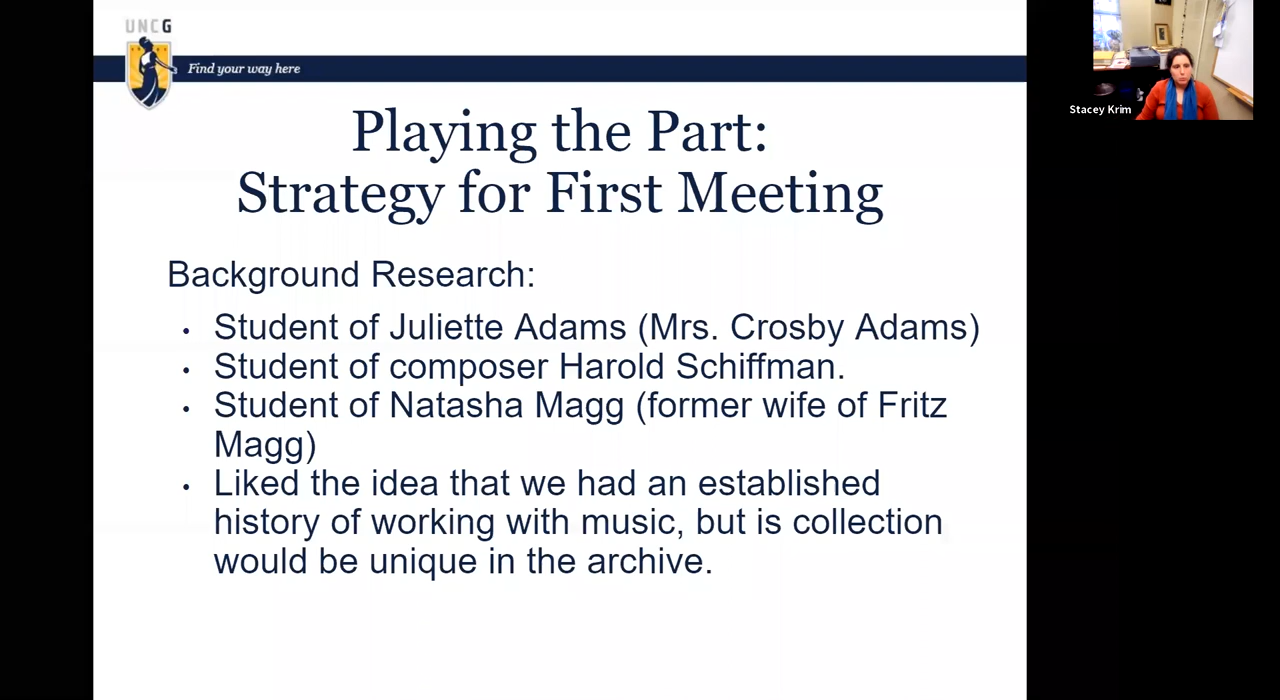 UNCG
Find your way here
Stacey Krim
Playing the Part:
Strategy for First Meeting
Background Research:
• Student of Juliette Adams (Mrs. Crosby Adams)
• Student of composer Harold Schiffman.
• Student of Natasha Magg (former wife of Fritz
Magg)
• Liked the idea that we had an established
history of working with music, but is collection
would be unique in the archive.